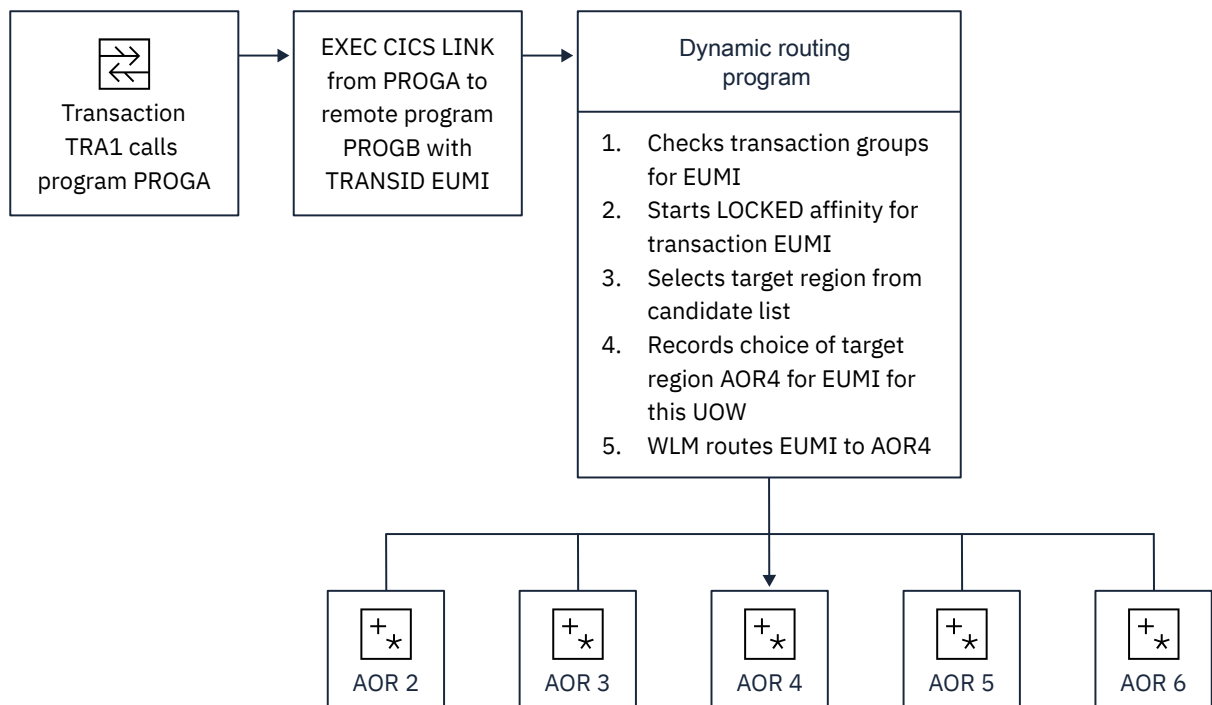 Transaction
TRA1 calls
program PROGA
EXEC CICS LINK
from PROGA to
remote program
PROGB with
TRANSID EUMI
Dynamic routing
program
1. Checks transaction groups
for EUMI
2. Starts LOCKED affinity for
transaction EUMI
3. Selects target region from
candidate list
4. Records choice of target
region AOR4 for EUMI for
this UOW
5. WLM routes EUMI to AOR4
AOR 2
AOR 3
AOR 4
AOR 5
AOR 6